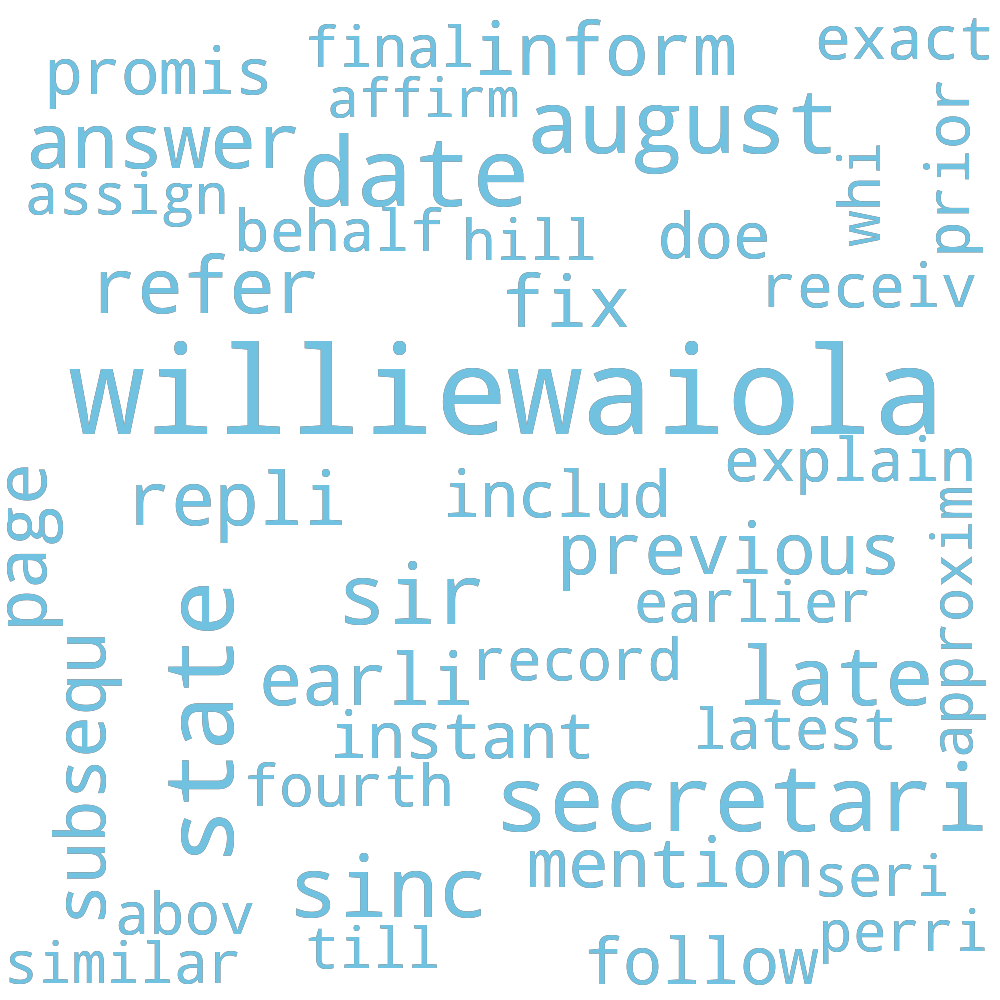 final
inform
exact
promis
affirm
august
prior
answer
date
whi
assign
behalf
hill
doe
refer
fix
receiv
williewaiola
explain
page
repli
includ
approxim
previous
sir
earlier
state
subsequ
earli
record
late
instant
latest
fourth
secretari
sinc
mention
seri
abov
till
follow
perri
similar